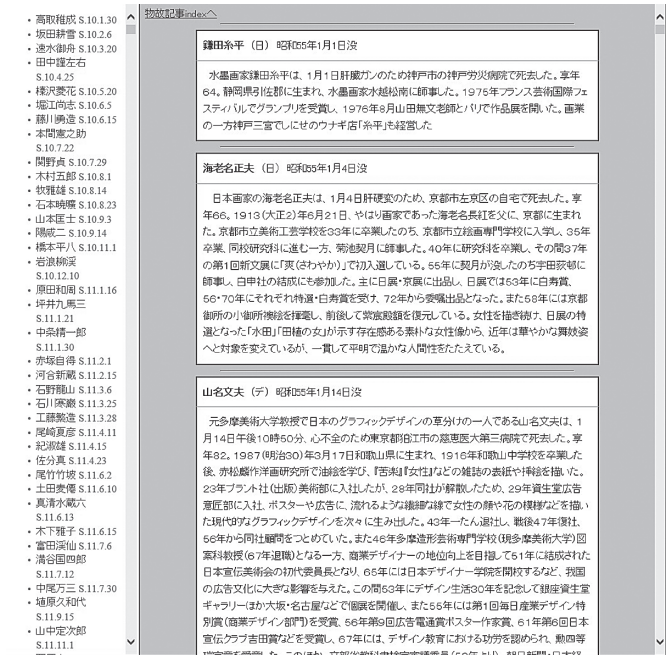 高取稚成 S.10.1.30
坂田耕雪 S.10.2.6
速水御舟 S.10.3.20
田中謹左右
S.10.4.25
榛沢菱花 S.10.5.20
堀江尚志 S.10.6.5
藤川勇造 S.10.6.15
本間憲之助
S.10.7.22
関野貞 S.10.7.29
木村五郎 S.10.8.1
牧雅雄 S.10.8.14
石本暁曠 S.10.8.23
山本匡士 S.10.9.3
陽咸二 S.10.9.14
橋本平八 S.10.11.1
岩浪柳渓
S.10.12.10
原田和周 S.11.1.16
坪井九馬三
S.11.1.21
中条精一郎
S.11.1.30
赤塚自得 S.11.2.1
河合新蔵 S.11.2.15
石野龍山 S.11.3.6
石川寒巌 S.11.3.25
工藤繁造 S.11.3.28
尾崎夏彦 S.11.4.11
紀淑雄 S.11.4.15
佐分真 S.11.4.23
尾竹竹坡 S.11.6.2
土田麦僊 S.11.6.10
真清水蔵六
S.11.6.13
木下雅子 S.11.6.15
富田渓仙 S.11.7.6
満谷国四郎
S.11.7.12
中尾万三 S.11.7.30
埴原久和代
S.11.9.15
山中定次郎
S.11.11.1
物故記事indexへ
鎌田糸平 (日) 昭和55年1月1日没
水墨画家鎌田糸平は、1月1日肝臓ガンのため神戸市の神戸労災病院で死去した。享年
64。静岡県引佐郡に生まれ、水墨画家水越松南に師事した。1975年フランス芸術国際フェ
スティバルでグランプリを受賞し、1976年8月山田無文老師とパリで作品展を開いた。画業
の一方神戸三宮でしにせのウナギ店「糸平」も経営した
海老名正夫 (日) 昭和55年1月4日没
日本画家の海老名正夫は、1月4日肝硬変のため、京都市左京区の自宅で死去した。享
年66。1913(大正2)年6月21日、やはり画家であった海老名長紅を父に、京都に生まれ
た。京都市立美術工芸学校を33年に卒業したのち、京都市立絵画専門学校に入学し、35年
卒業、同校研究科に進む一方、菊池契月に師事した。40年に研究科を卒業し、その間37年
の第1回新文展に「爽(さわやか)」で初入選している。55年に契月が没したのち宇田荻邨に
師事し、白申社の結成にも参加した。主に日展・京展に出品し、日展では53年に白寿賞、
56・70年にそれぞれ特選・白寿賞を受け、72年から委嘱出品となった。また58年には京都
御所の小御所襖絵を揮毫し、前後して紫宸殿額を復元している。女性を描き続け、日展の特
選となった「水田」「田植の女」が示す存在感ある素朴な女性像から、近年は華やかな舞妓姿
へと対象を変えているが、一貫して平明で温かな人間性をたたえている。
山名文夫 (デ) 昭和55年1月14日没
元多摩美術大学教授で日本のグラフィックデザインの草分けの一人である山名文夫は、1
月14日午後10時50分、心不全のため東京都狛江市の慈恵医大第三病院で死去した。享
年82。1987(明治30)年3月17日和歌山県に生まれ、1916年和歌山中学校を卒業した
後、赤松麟作洋画研究所で油絵を学び、『苦楽』『女性』などの雑誌の表紙や挿絵を描いた。
23年プラント社(出版)美術部に入社したが、28年同社が解散したため、29年資生堂広告
意匠部に入社、ポスターや広告に、流れるような繊細な線で女性の顔や花の模様などを描い
た現代的なグラフィックデザインを次々に生み出した。43年一たん退社し、戦後47年復社、
56年から同社顧問をつとめていた。また46年多摩造形芸術専門学校(現多摩美術大学)図
案科教授(67年退職)となる一方、商業デザイナーの地位向上を目指して51年に結成された
日本宣伝美術会の初代委員長となり、65年には日本デザイナー学院を開校するなど、我国
の広告文化に大きな影響を与えた。この間53年にデザイン生活30年を記念して銀座資生堂
ギャラリーほか大坂・名古屋などで個展を開催し、また55年には第1回毎日産業デザイン特
別賞(商業デザイン部門)を受賞、56年第9回広告電通賞ポスター作家賞、61年第6回日本
宣伝クラブ吉田賞などを受賞し、67年には、デザイン教育における功労を認められ、勲四等